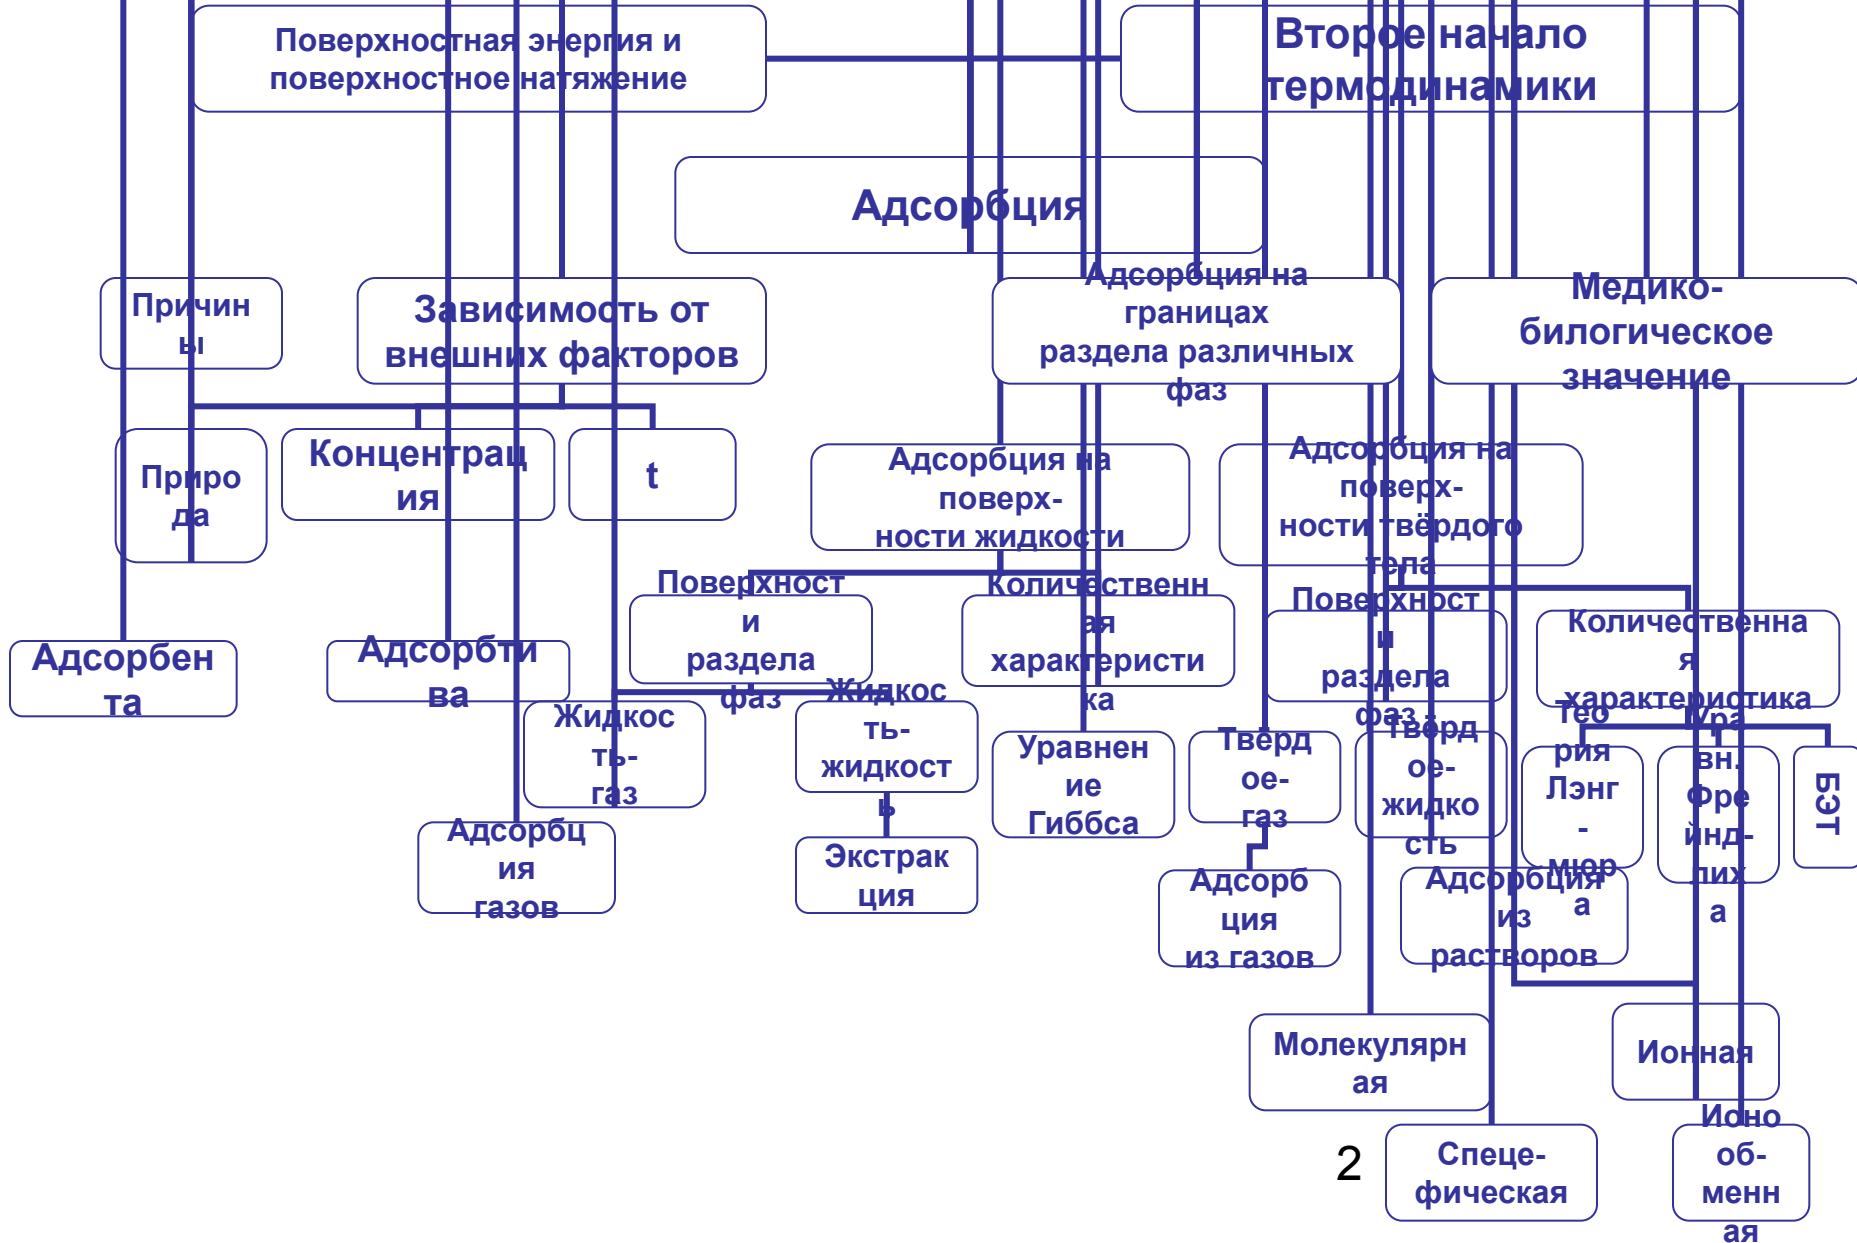 Поверхностная энергия и
поверхностное натяжение
Второе начало
термодинамики
Адсорбция
Причин
ы
Зависимость от
внешних факторов
Адсорбция на
границах
раздела различных
фаз
Медико-
билогическое
значение
Приро
да
Концентрац
ия
t
Адсорбция на
поверх-
ности жидкости
Адсорбция на
поверх-
ности твёрдого
тела
Адсорбен
та
Адсорбти
ва
Поверхност
и
раздела
фаз
Количественн
ая
характеристи
ка
Поверхност
и
раздела
фаз
Количественна
я
характеристика
Жидкос
ть-
газ
Жидкос
ть-
жидкост
ь
Уравнен
ие
Гиббса
Твёрд
ое-
газ
Твёрд
ое-
жидко
сть
Тео
рия
Лэнг
-
мюр
а
Ура
вн.
Фре
йнд-
лих
а
БЭТ
Адсорбц
ия
газов
Экстрак
ция
Адсорб
ция
из газов
Адсорбция
из
растворов
Молекулярн
ая
Ионная
2
Спеце-
фическая
Ионо
об-
менн
ая